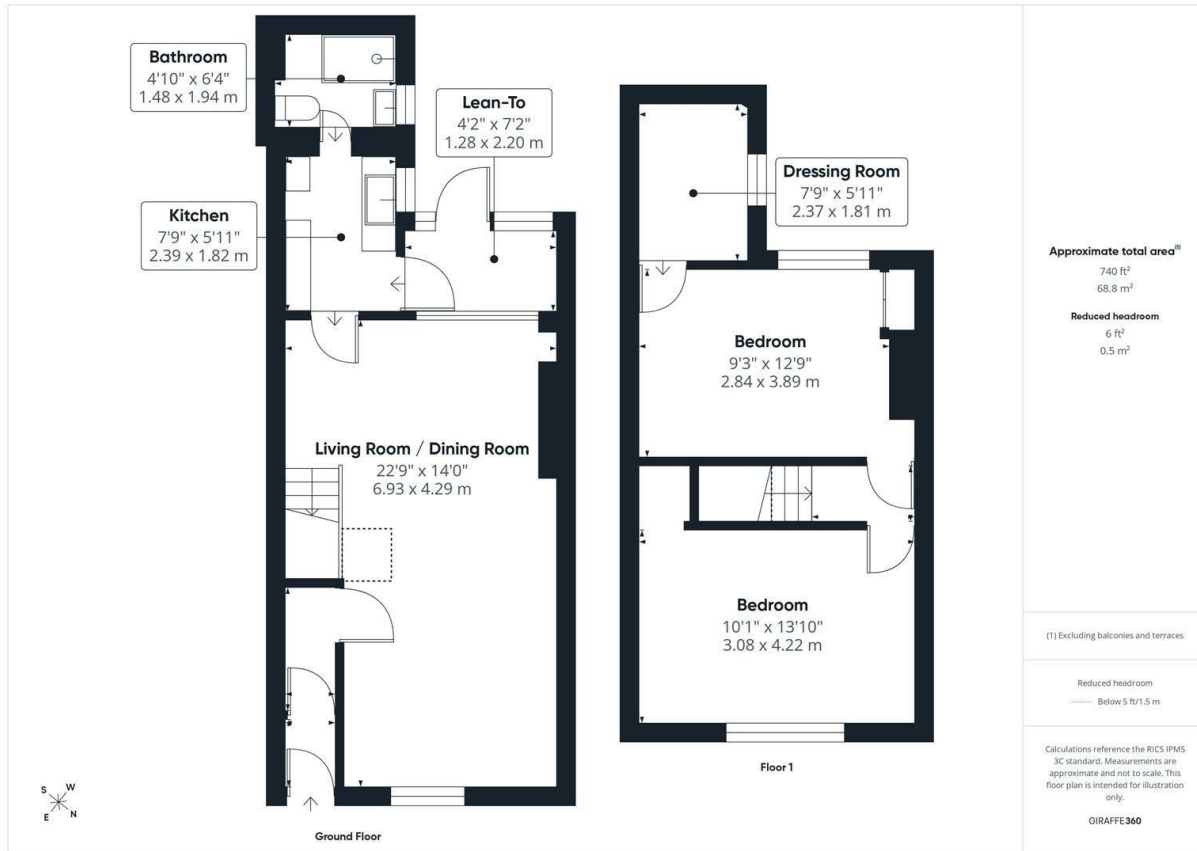 Bathroom
4'10" x 6'4"
1.48 x 1.94 m
Lean-To
4'2" x 7'2"
1.28 x 2.20 m
Kitchen
7'9" x 5'11"
2.39 x 1.82 m
Living Room / Dining Room
22'9" x 14'0"
6.93 x 4.29 m
Ground Floor
S W
E N
Dressing Room
7'9" x 5'11"
2.37 x 1.81 m
Bedroom
9'3" x 12'9"
2.84 x 3.89 m
Bedroom
10'1" x 13'10"
3.08 x 4.22 m
Floor 1
Approximate total area(1)
740 ft²
68.8 m²
Reduced headroom
6 ft²
0.5 m²
(1) Excluding balconies and terraces
Reduced headroom
Below 5 ft/1.5 m
Calculations reference the RICS IPMS
3C standard. Measurements are
approximate and not to scale. This
floor plan is intended for illustration
only.
GIRAFFE360